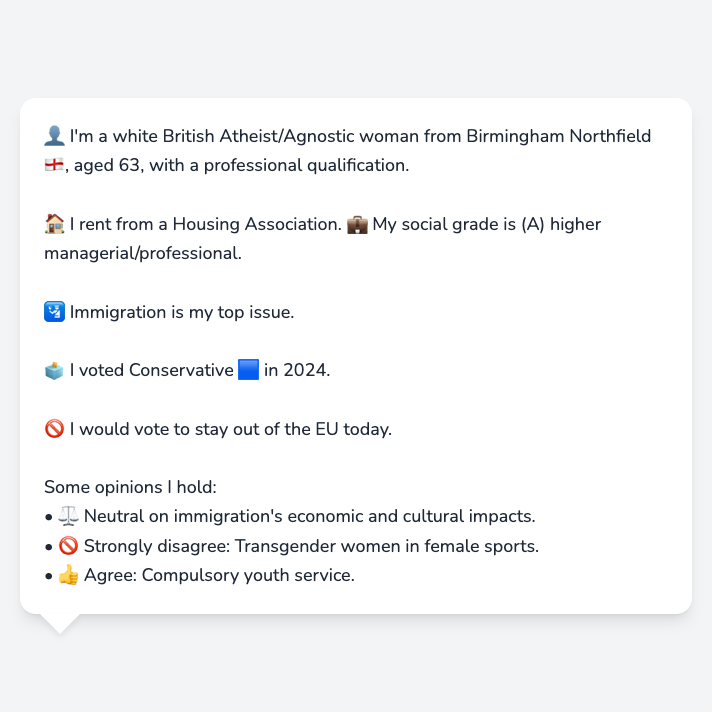 👤 I'm a white British Atheist/Agnostic woman from Birmingham Northfield
🏴󠁧󠁢󠁥󠁮󠁧󠁿, aged 63, with a professional qualification.
🏠 I rent from a Housing Association. 💼 My social grade is (A) higher
managerial/professional.
🛂 Immigration is my top issue.
🗳️ I voted Conservative 🟦 in 2024.
🚫 I would vote to stay out of the EU today.
Some opinions I hold:
• ⚖️ Neutral on immigration's economic and cultural impacts.
• 🚫 Strongly disagree: Transgender women in female sports.
• 👍 Agree: Compulsory youth service.